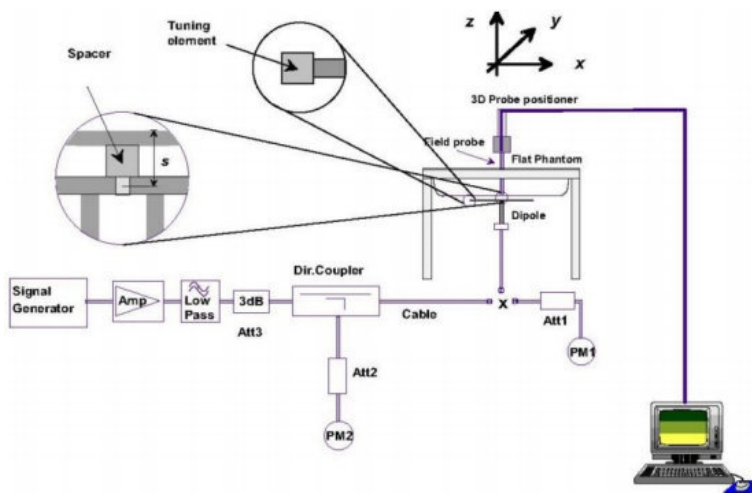 Tuning
element
Spacer
s
z
y
x
3D Probe positioner
Field probe
Flat Phantom
Dipole
Dir.Coupler
Signal
Generator
Amp
Low
Pass
3dB
Att3
Cable
X
Att1
PM1
Att2
PM2